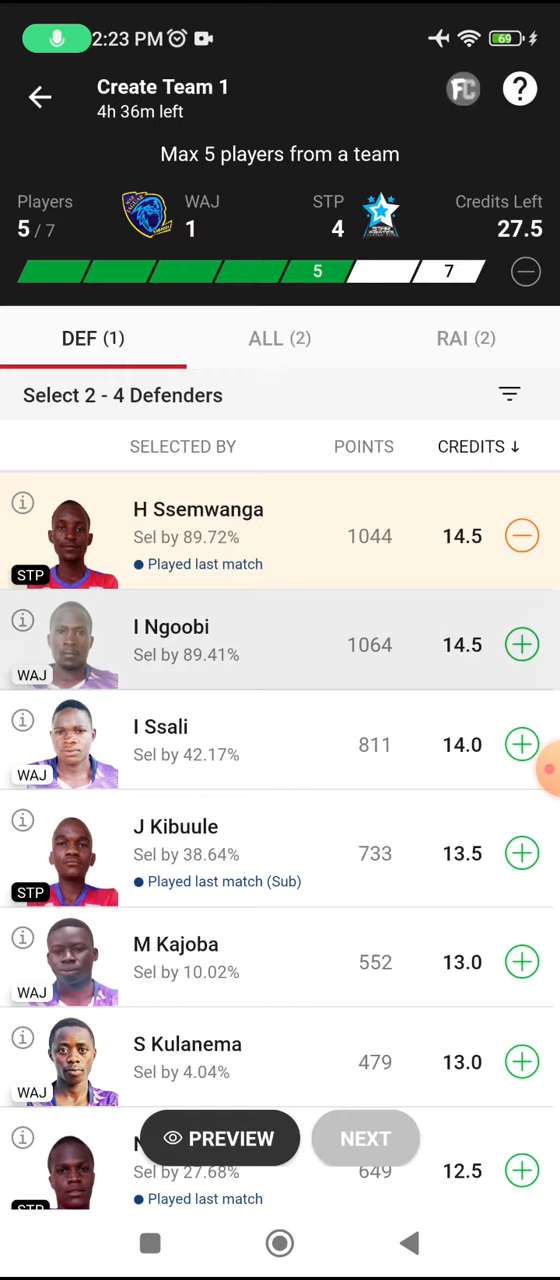 2:23 PM
69
Create Team 1
4h 36m left
FC
?
Max 5 players from a team
Players
5 / 7
WAJ
1
STP
4
Credits Left
27.5
5
7
DEF (1)
ALL (2)
RAI (2)
Select 2 - 4 Defenders
SELECTED BY
POINTS
CREDITS ↓
H Ssemwanga
Sel by 89.72%
Played last match
1044
14.5
STP
I Ngoobi
Sel by 89.41%
1064
14.5
WAJ
I Ssali
Sel by 42.17%
811
14.0
WAJ
J Kibuule
Sel by 38.64%
Played last match (Sub)
733
13.5
STP
M Kajoba
Sel by 10.02%
552
13.0
WAJ
S Kulanema
Sel by 4.04%
479
13.0
WAJ
PREVIEW
NEXT
Sel by 27.68%
Played last match
649
12.5
STP